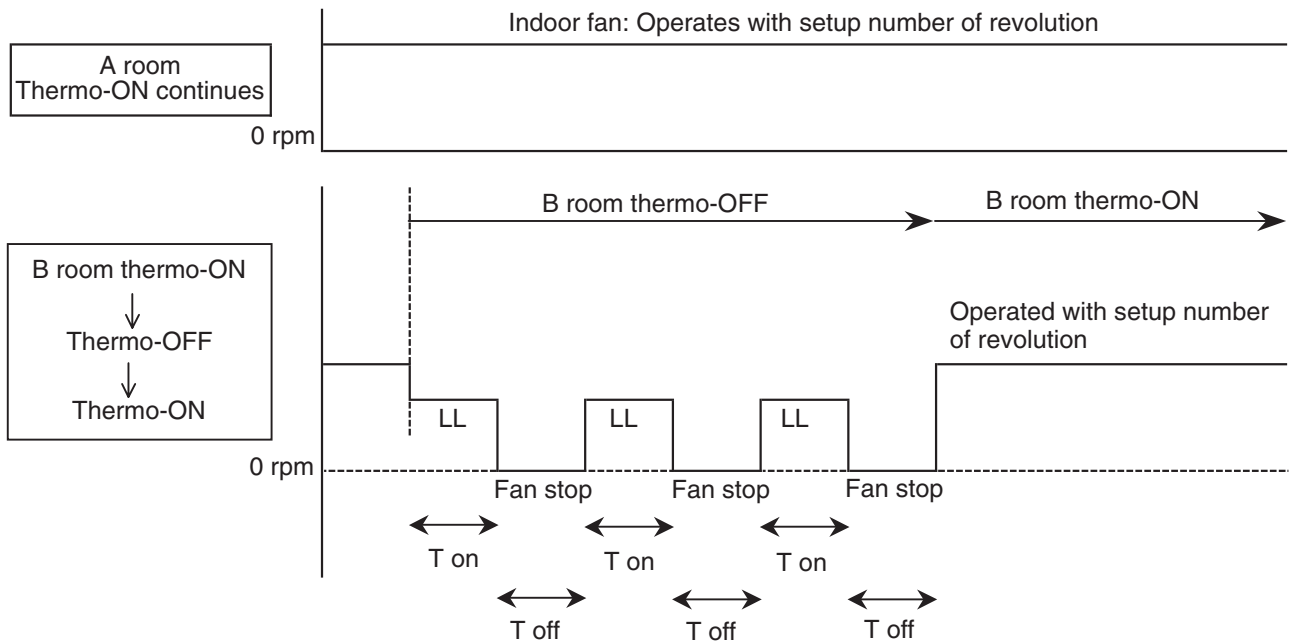 Indoor fan: Operates with setup number of revolution
A room
Thermo-ON continues
0 rpm
B room thermo-OFF
B room thermo-ON
B room thermo-ON
Thermo-OFF
Thermo-ON
Operated with setup number
of revolution
LL
LL
LL
0 rpm
Fan stop
Fan stop
Fan stop
T on
T on
T on
T off
T off
T off